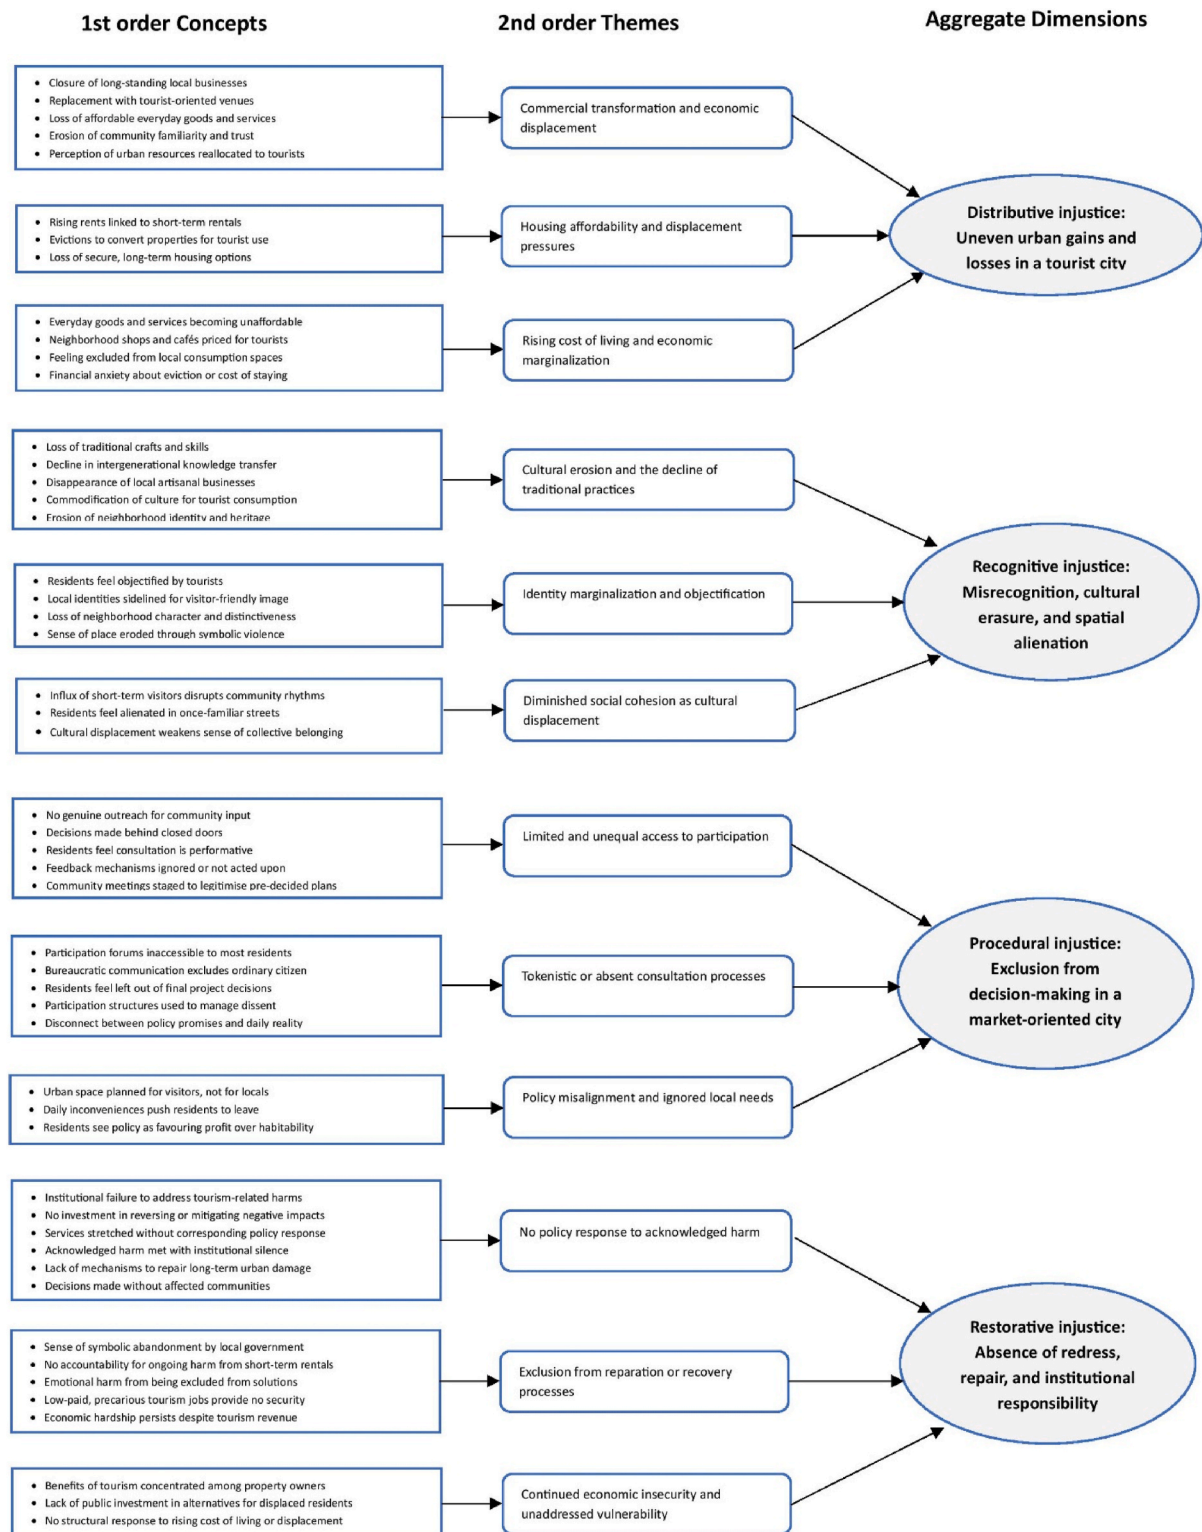 1st order Concepts
2nd order Themes
Aggregate Dimensions
• Closure of long-standing local businesses
• Replacement with tourist-oriented venues
• Loss of affordable everyday goods and services
• Erosion of community familiarity and trust
• Perception of urban resources reallocated to tourists
Commercial transformation and economic
displacement
• Rising rents linked to short-term rentals
• Evictions to convert properties for tourist use
• Loss of secure, long-term housing options
Housing affordability and displacement
pressures
• Everyday goods and services becoming unaffordable
• Neighborhood shops and cafés priced for tourists
• Feeling excluded from local consumption spaces
• Financial anxiety about eviction or cost of staying
Rising cost of living and economic
marginalization
Distributive injustice:
Uneven urban gains and
losses in a tourist city
• Loss of traditional crafts and skills
• Decline in intergenerational knowledge transfer
• Disappearance of local artisanal businesses
• Commodification of culture for tourist consumption
• Erosion of neighborhood identity and heritage
Cultural erosion and the decline of
traditional practices
• Residents feel objectified by tourists
• Local identities sidelined for visitor-friendly image
• Loss of neighborhood character and distinctiveness
• Sense of place eroded through symbolic violence
Identity marginalization and objectification
• Influx of short-term visitors disrupts community rhythms
• Residents feel alienated in once-familiar streets
• Cultural displacement weakens sense of collective belonging
Diminished social cohesion as cultural
displacement
Recognitive injustice:
Misrecognition, cultural
erasure, and spatial
alienation
• No genuine outreach for community input
• Decisions made behind closed doors
• Residents feel consultation is performative
• Feedback mechanisms ignored or not acted upon
• Community meetings staged to legitimise pre-decided plans
Limited and unequal access to participation
• Participation forums inaccessible to most residents
• Bureaucratic communication excludes ordinary citizen
• Residents feel left out of final project decisions
• Participation structures used to manage dissent
• Disconnect between policy promises and daily reality
Tokenistic or absent consultation processes
• Urban space planned for visitors, not for locals
• Daily inconveniences push residents to leave
• Residents see policy as favouring profit over habitability
Policy misalignment and ignored local needs
Procedural injustice:
Exclusion from
decision-making in a
market-oriented city
• Institutional failure to address tourism-related harms
• No investment in reversing or mitigating negative impacts
• Services stretched without corresponding policy response
• Acknowledged harm met with institutional silence
• Lack of mechanisms to repair long-term urban damage
• Decisions made without affected communities
No policy response to acknowledged harm
• Sense of symbolic abandonment by local government
• No accountability for ongoing harm from short-term rentals
• Emotional harm from being excluded from solutions
• Low-paid, precarious tourism jobs provide no security
• Economic hardship persists despite tourism revenue
Exclusion from reparation or recovery
processes
• Benefits of tourism concentrated among property owners
• Lack of public investment in alternatives for displaced residents
• No structural response to rising cost of living or displacement
Continued economic insecurity and
unaddressed vulnerability
Restorative injustice:
Absence of redress,
repair, and institutional
responsibility